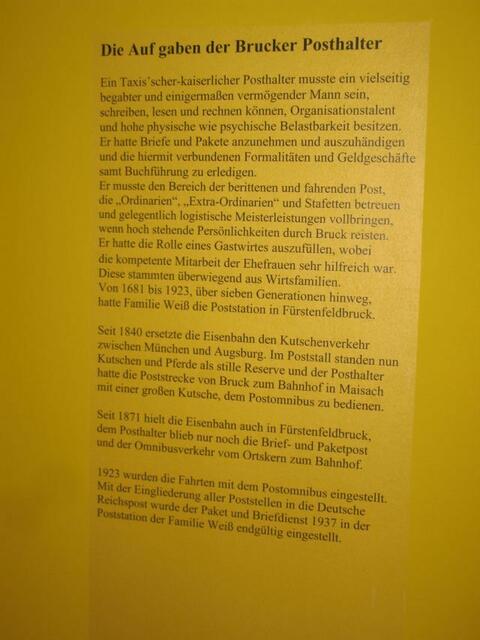 Die Auf gaben der Brucker Posthalter
Ein Taxis’scher-kaiserlicher Posthalter musste ein vielseitig
begabter und einigermaßen vermögender Mann sein,
schreiben, lesen und rechnen können, Organisationstalent
und hohe physische wie psychische Belastbarkeit besitzen.
Er hatte Briefe und Pakete anzunehmen und auszuhändigen
und die hiermit verbundenen Formalitäten und Geldgeschäfte
samt Buchführung zu erledigen.
Er musste den Bereich der berittenen und fahrenden Post,
die „Ordinarien“, „Extra-Ordinarien“ und Stafetten betreuen
und gelegentlich logistische Meisterleistungen vollbringen,
wenn hoch stehende Persönlichkeiten durch Bruck reisten.
Er hatte die Rolle eines Gastwirtes auszufüllen, wobei
die kompetente Mitarbeit der Ehefrauen sehr hilfreich war.
Diese stammten überwiegend aus Wirtsfamilien.
Von 1681 bis 1923, über sieben Generationen hinweg,
hatte Familie Weiß die Poststation in Fürstenfeldbruck.
Seit 1840 ersetzte die Eisenbahn den Kutschenverkehr
zwischen München und Augsburg. Im Poststall standen nun
Kutschen und Pferde als stille Reserve und der Posthalter
hatte die Poststrecke von Bruck zum Bahnhof in Maisach
mit einer großen Kutsche, dem Postomnibus zu bedienen.
Seit 1871 hielt die Eisenbahn auch in Fürstenfeldbruck,
dem Posthalter blieb nur noch die Brief- und Paketpost
und der Omnibusverkehr vom Ortskern zum Bahnhof.
1923 wurden die Fahrten mit dem Postomnibus eingestellt.
Mit der Eingliederung aller Poststellen in die Deutsche
Reichspost wurde der Paket und Briefdienst 1937 in der
Poststation der Familie Weiß endgültig eingestellt.